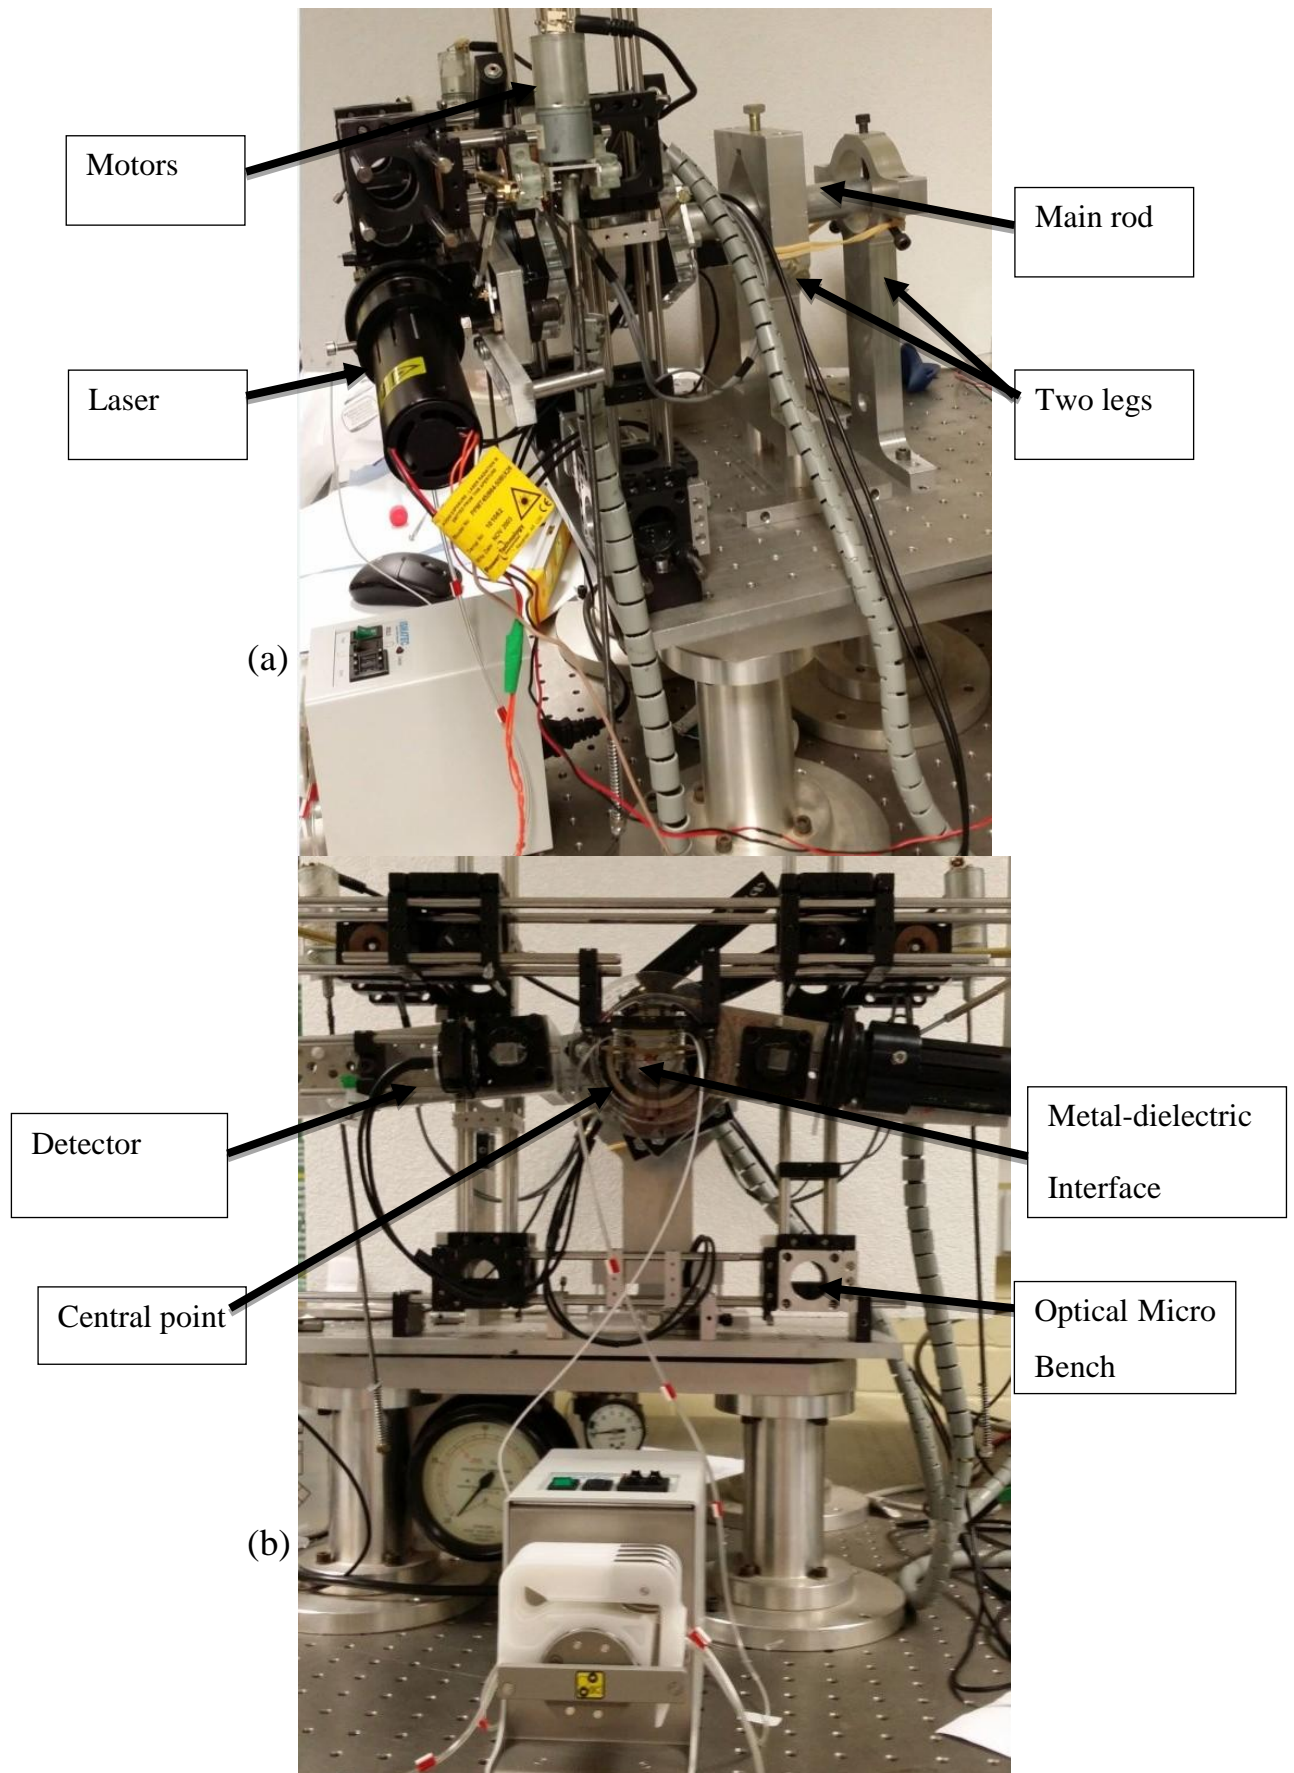 Motors
Main rod
Laser
Two legs
(a)
Detector
Metal-dielectric
Interface
Central point
Optical Micro
Bench
(b)